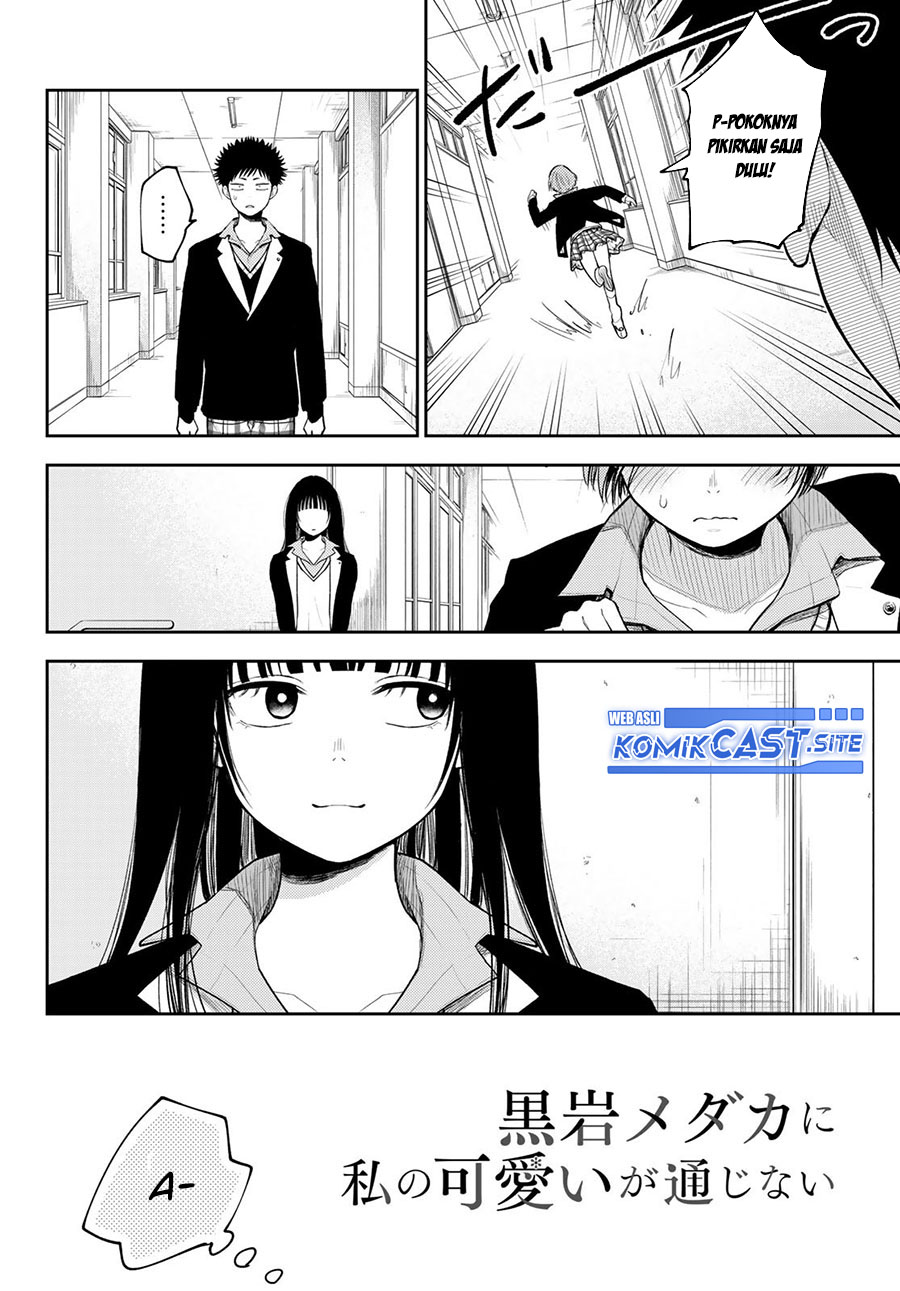 P-POKOKNYA
PIKIRKAN SAJA
DULU!
だっ
……
WEB ASLI
KOMIKCAST.SITE
黒岩メダカに
私の可愛いが通じない
A-